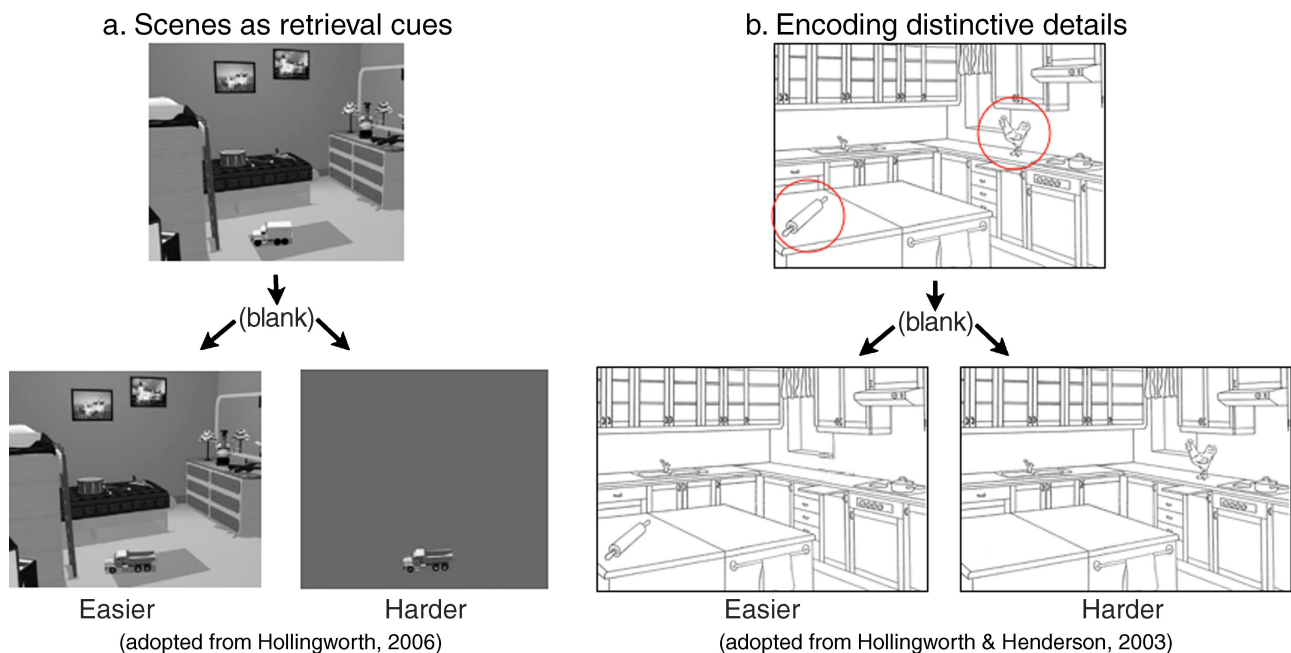 a. Scenes as retrieval cues
(blank)
Easier
Harder
(adopted from Hollingworth, 2006)
b. Encoding distinctive details
(blank)
Easier
Harder
(adopted from Hollingworth & Henderson, 2003)